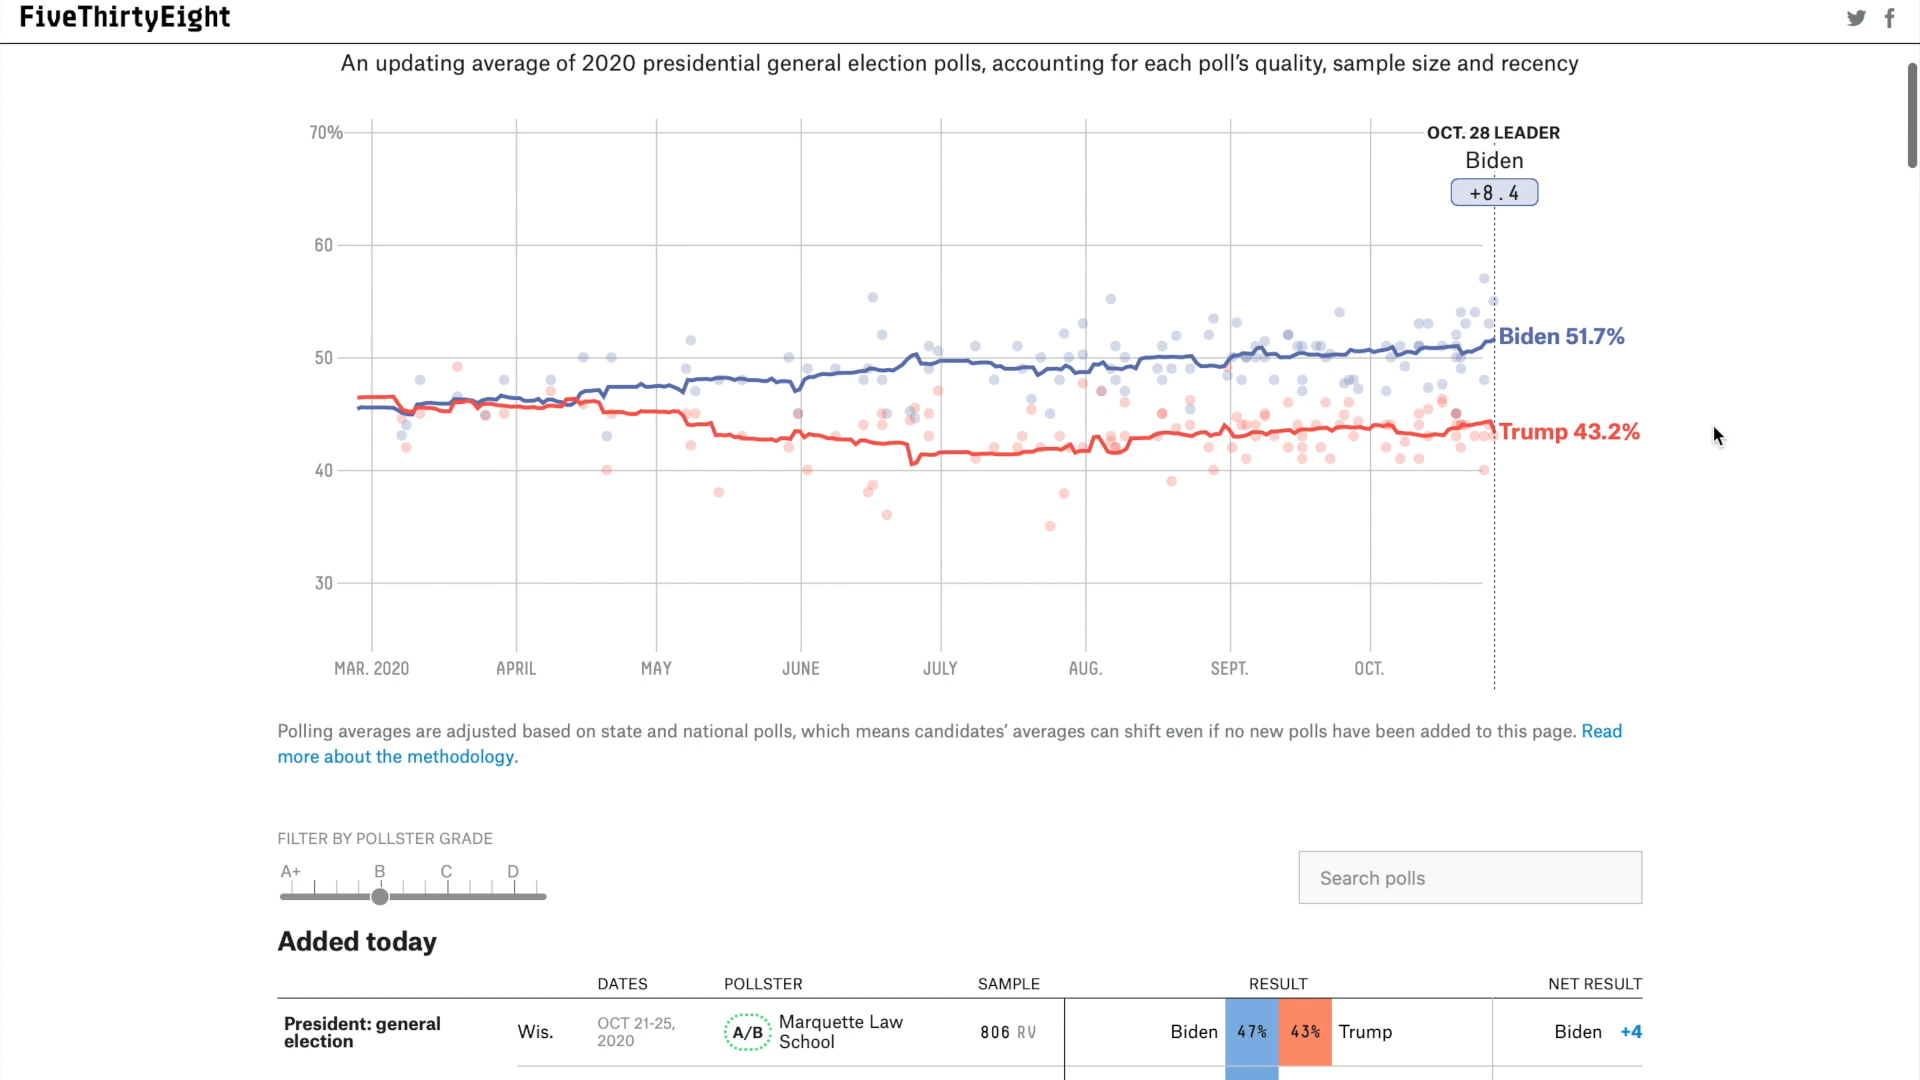 FiveThirtyEight
An updating average of 2020 presidential general election polls, accounting for each poll's quality, sample size and recency
70%
OCT. 28 LEADER
Biden
+8.4
60
50
Biden 51.7%
Trump 43.2%
40
30
MAR. 2020 APRIL MAY JUNE JULY AUG. SEPT. OCT.
Polling averages are adjusted based on state and national polls, which means candidates' averages can shift even if no new polls have been added to this page. Read
more about the methodology.
FILTER BY POLLSTER GRADE
A+ B C D
Search polls
Added today
DATES POLLSTER SAMPLE RESULT NET RESULT
President: general
election
Wis.
OCT 21-25,
2020
A/B
Marquette Law
School
806 RV
Biden 47% 43% Trump
Biden +4